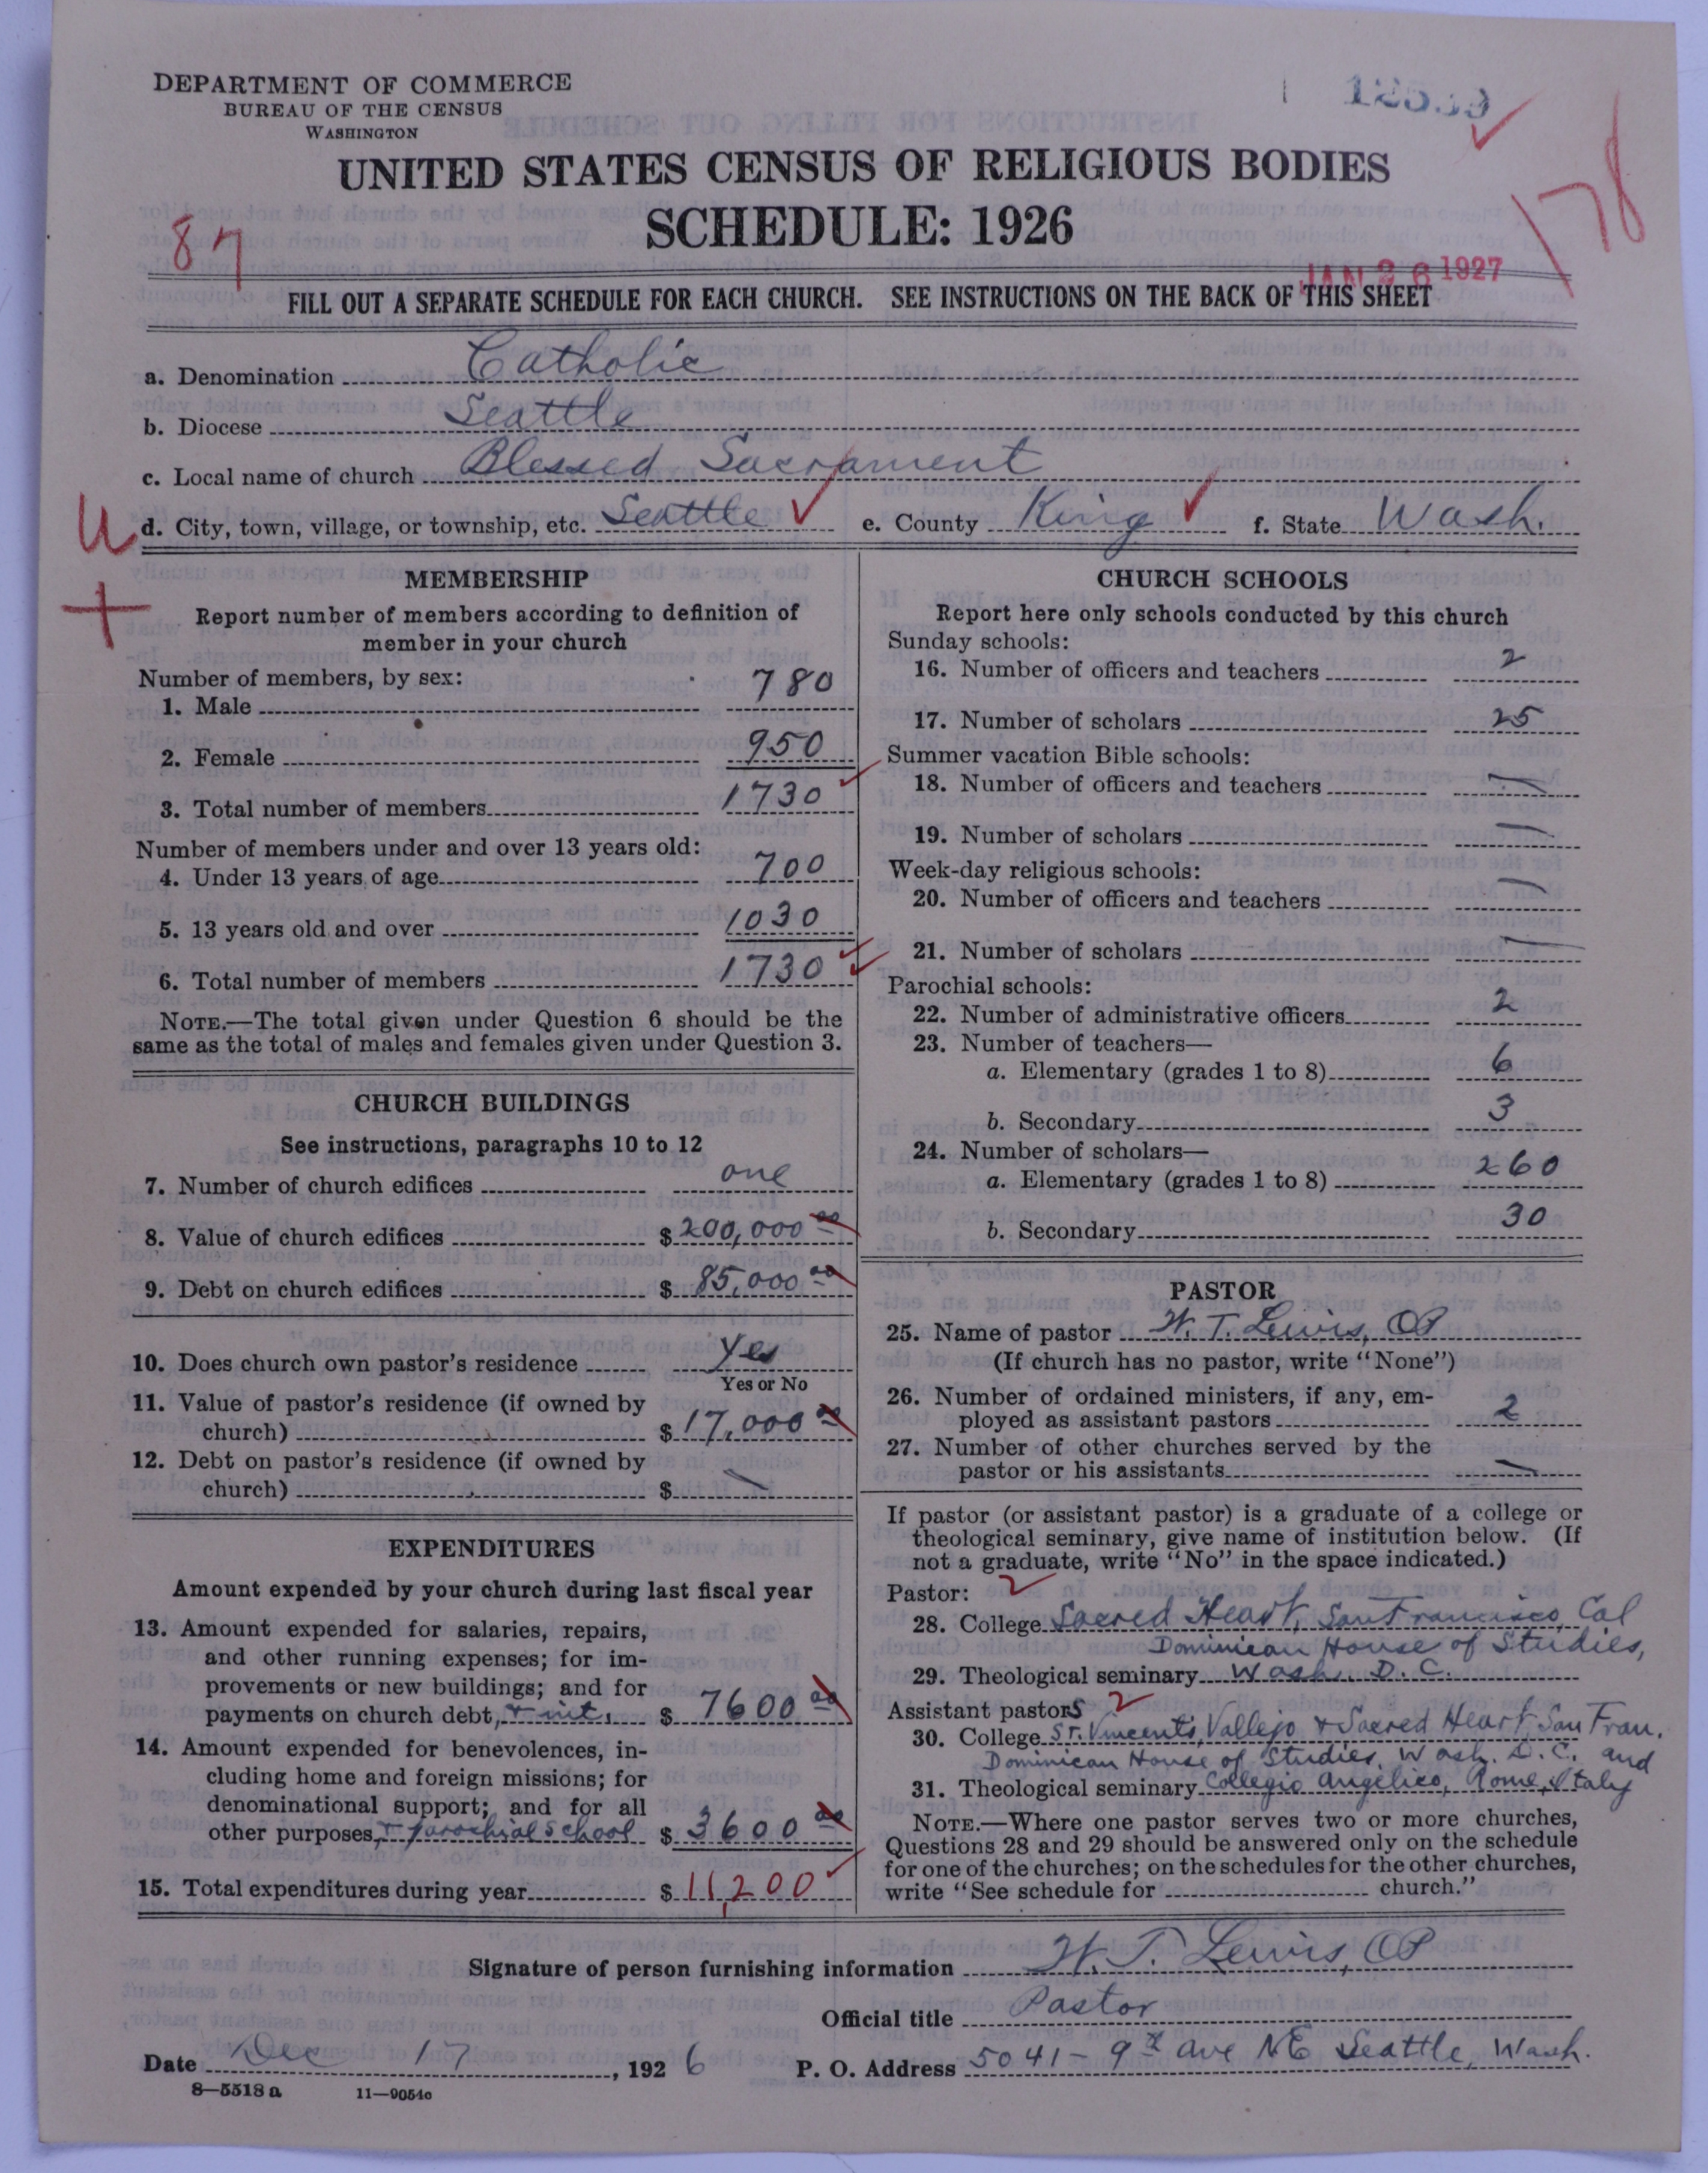 DEPARTMENT OF COMMERCE
BUREAU OF THE CENSUS
WASHINGTON
UNITED STATES CENSUS OF RELIGIOUS BODIES
SCHEDULE: 1926
87
178
JAN 26 1927
FILL OUT A SEPARATE SCHEDULE FOR EACH CHURCH. SEE INSTRUCTIONS ON THE BACK OF THIS SHEET
a. Denomination Catholic
b. Diocese Seattle
c. Local name of church Blessed Sacrament
d. City, town, village, or township, etc. Seattle e. County King f. State Wash.
MEMBERSHIP
Report number of members according to definition of
member in your church
Number of members, by sex:
1. Male 780
2. Female 950
3. Total number of members 1730
Number of members under and over 13 years old:
4. Under 13 years of age 700
5. 13 years old and over 1030
6. Total number of members 1730
NOTE.—The total given under Question 6 should be the
same as the total of males and females given under Question 3.
CHURCH BUILDINGS
See instructions, paragraphs 10 to 12
7. Number of church edifices one
8. Value of church edifices $ 200,000 00
9. Debt on church edifices $ 85,000 00
10. Does church own pastor's residence Yes
Yes or No
11. Value of pastor's residence (if owned by
church) $ 17,000 00
12. Debt on pastor's residence (if owned by
church) $ —
EXPENDITURES
Amount expended by your church during last fiscal year
13. Amount expended for salaries, repairs,
and other running expenses; for im-
provements or new buildings; and for
payments on church debt, + int. $ 7600 00
14. Amount expended for benevolences, in-
cluding home and foreign missions; for
denominational support; and for all
other purposes, + parochial school $ 3600 00
15. Total expenditures during year $ 11,200
CHURCH SCHOOLS
Report here only schools conducted by this church
Sunday schools:
16. Number of officers and teachers 2
17. Number of scholars 25
Summer vacation Bible schools:
18. Number of officers and teachers —
19. Number of scholars —
Week-day religious schools:
20. Number of officers and teachers —
21. Number of scholars —
Parochial schools:
22. Number of administrative officers 2
23. Number of teachers—
a. Elementary (grades 1 to 8) 6
b. Secondary 3
24. Number of scholars—
a. Elementary (grades 1 to 8) 260
b. Secondary 30
PASTOR
25. Name of pastor W. T. Lewis, OP
(If church has no pastor, write "None")
26. Number of ordained ministers, if any, em-
ployed as assistant pastors 2
27. Number of other churches served by the
pastor or his assistants —
If pastor (or assistant pastor) is a graduate of a college or
theological seminary, give name of institution below. (If
not a graduate, write "No" in the space indicated.)
Pastor: 2
28. College Sacred Heart, San Francisco, Cal
Dominican House of Studies,
29. Theological seminary Wash. D. C.
Assistant pastors 2
30. College St. Vincent's, Vallejo + Sacred Heart San Fran.
Dominican House of Studies, Wash. D. C. and
31. Theological seminary Collegio Angelico, Rome, Italy
NOTE.—Where one pastor serves two or more churches,
Questions 28 and 29 should be answered only on the schedule
for one of the churches; on the schedules for the other churches,
write "See schedule for church."
Signature of person furnishing information W. T. Lewis, OP
Official title Pastor
Date Dec 17, 1926 P. O. Address 5041 - 9th Ave NE Seattle, Wash.
8—5518 a 11—9054c